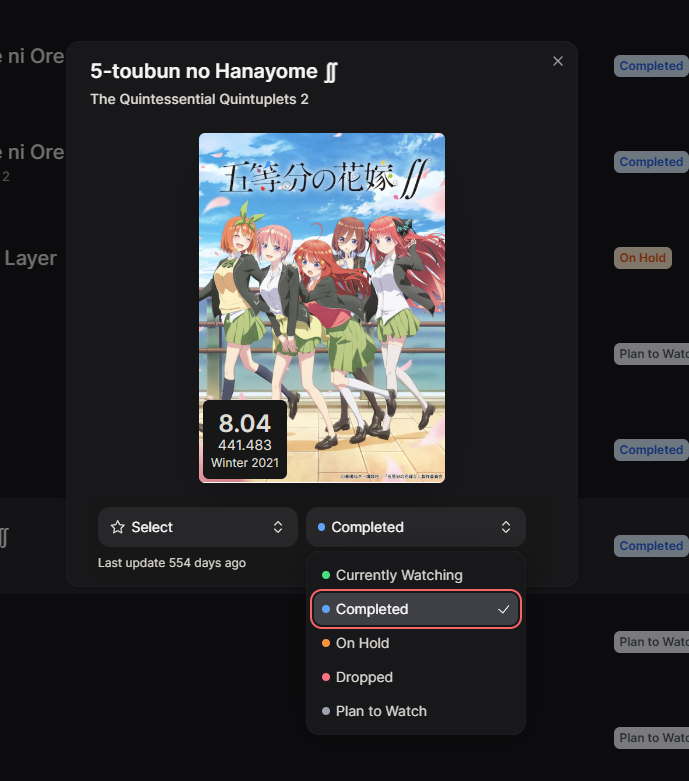 e ni Ore
e ni Ore
2
Layer
∬
5-toubun no Hanayome ∬
The Quintessential Quintuplets 2
五等分の花嫁∬
8.04
441.483
Winter 2021
Select
Completed
Last update 554 days ago
Currently Watching
Completed
On Hold
Dropped
Plan to Watch
Completed
Completed
On Hold
Plan to Watc
Completed
Completed
Plan to Watc
Plan to Watc